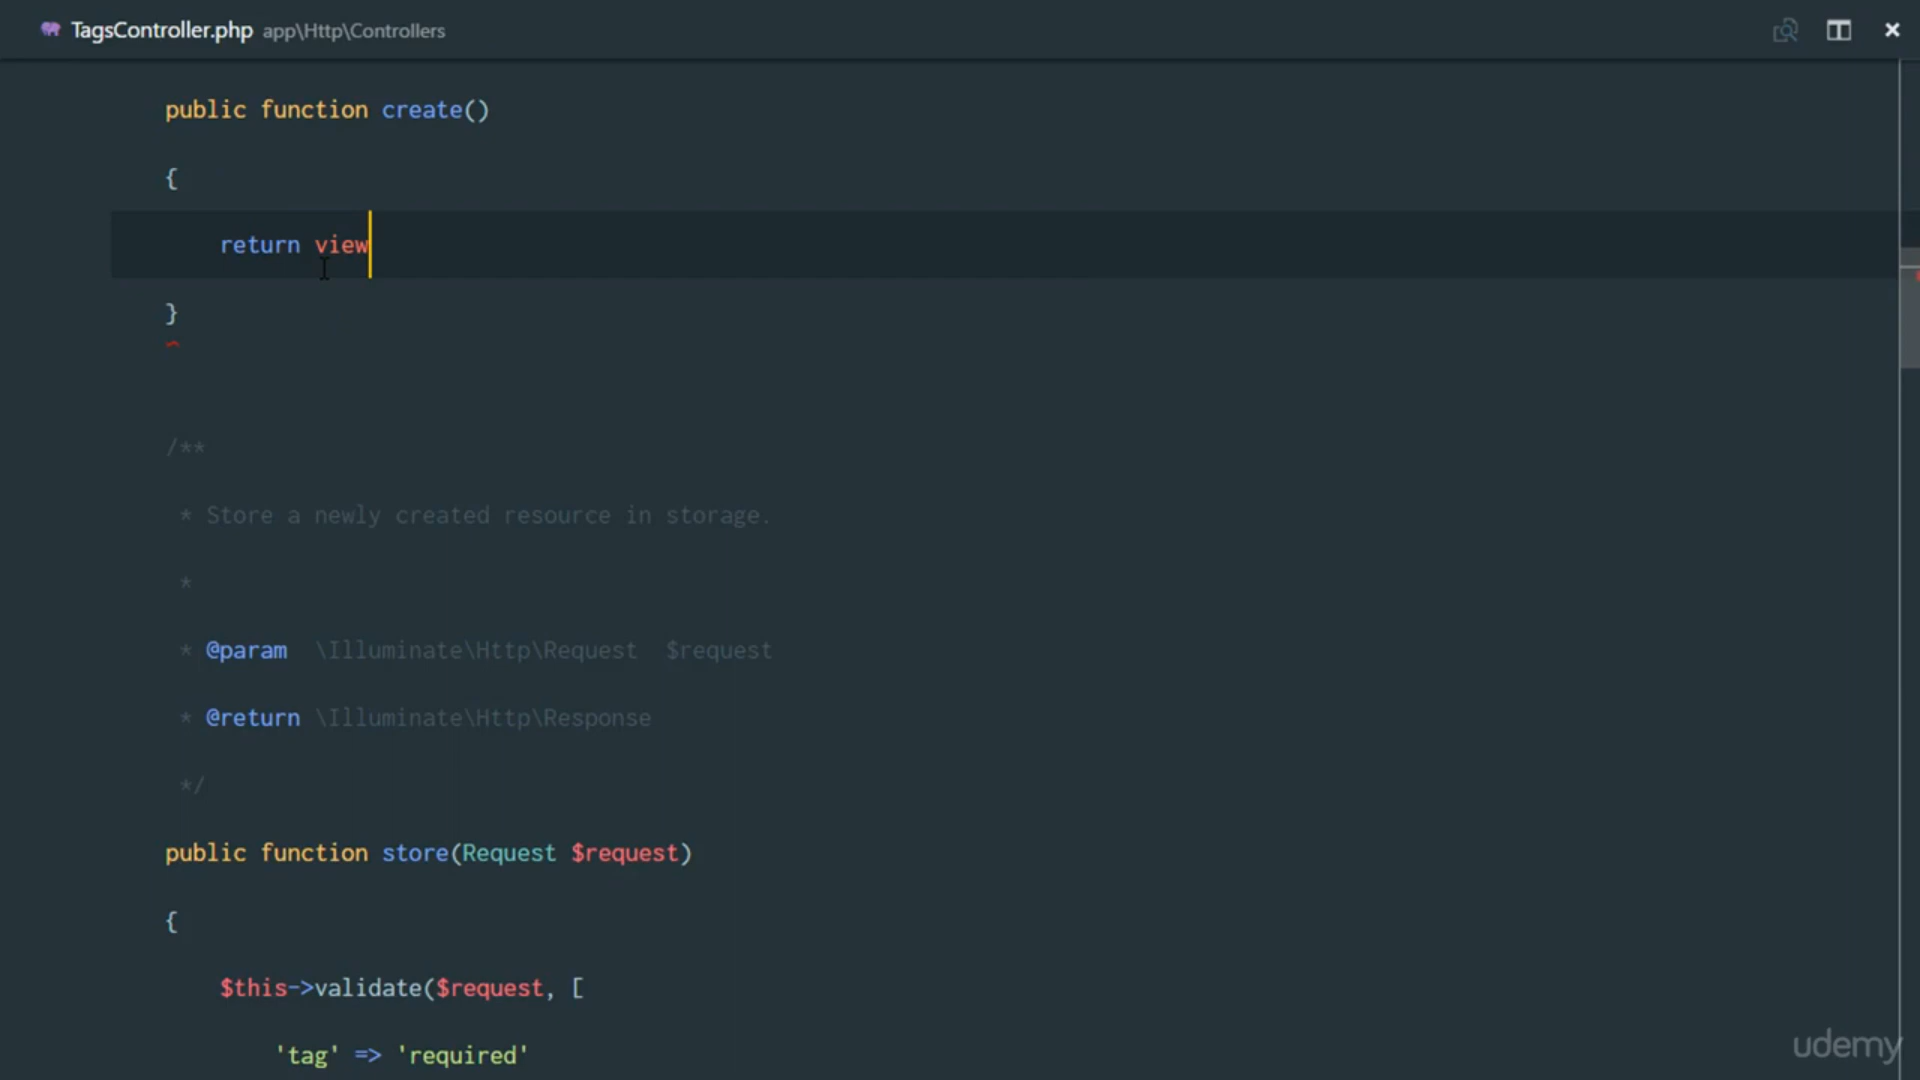 TagsController.php app\Http\Controllers
public function create()
{
return view
}
/**
* Store a newly created resource in storage.
*
* @param  \Illuminate\Http\Request  $request
* @return \Illuminate\Http\Response
*/
public function store(Request $request)
{
$this->validate($request, [
'tag' => 'required'
udemy